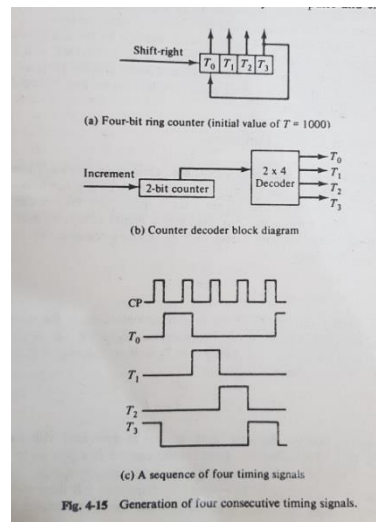 Shift-right
T₀ T₁ T₂ T₃
(a) Four-bit ring counter (initial value of T = 1000)
Increment
2-bit counter
2 x 4
Decoder
T₀
T₁
T₂
T₃
(b) Counter decoder block diagram
CP
T₀
T₁
T₂
T₃
(c) A sequence of four timing signals
Fig. 4-15 Generation of four consecutive timing signals.